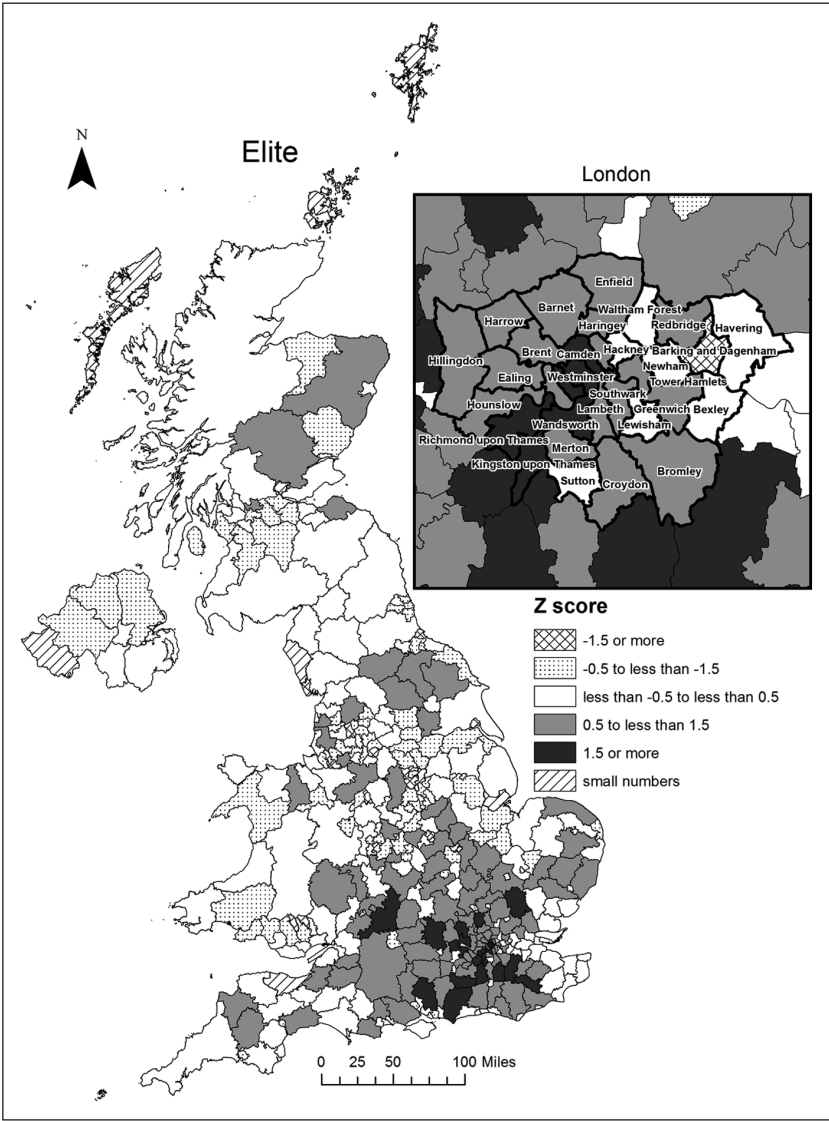 N
Elite
London
Enfield
Barnet
Waltham Forest
Harrow
Haringey
Redbridge
Havering
Hillingdon
Brent
Camden
Hackney
Barking and Dagenham
Newham
Ealing
Westminster
Tower Hamlets
Southwark
Hounslow
Lambeth
Greenwich
Bexley
Wandsworth
Lewisham
Richmond upon Thames
Merton
Kingston upon Thames
Bromley
Sutton
Croydon
Z score
-1.5 or more
-0.5 to less than -1.5
less than -0.5 to less than 0.5
0.5 to less than 1.5
1.5 or more
small numbers
0 25 50 100 Miles